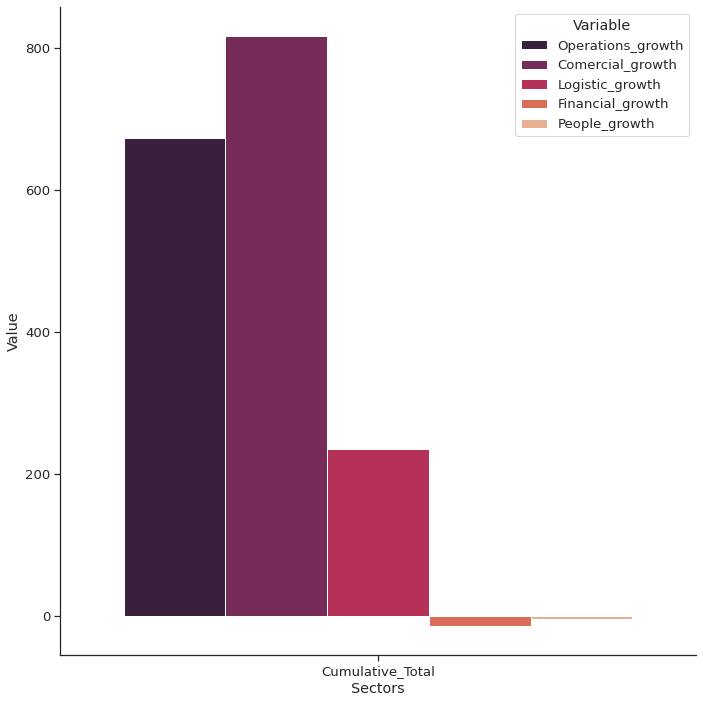 Variable
Operations_growth
Comercial_growth
Logistic_growth
Financial_growth
People_growth
800
600
400
200
0
Value
Cumulative_Total
Sectors